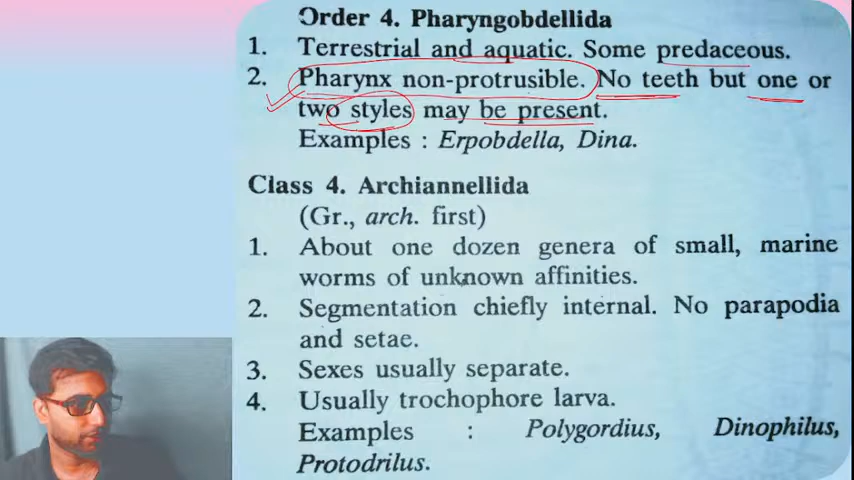 Order 4. Pharyngobdellida
1. Terrestrial and aquatic. Some predaceous.
2. Pharynx non-protrusible. No teeth but one or
two styles may be present.
Examples : Erpobdella, Dina.
Class 4. Archiannellida
(Gr., arch. first)
1. About one dozen genera of small, marine
worms of unknown affinities.
2. Segmentation chiefly internal. No parapodia
and setae.
3. Sexes usually separate.
4. Usually trochophore larva.
Examples : Polygordius, Dinophilus,
Protodrilus.